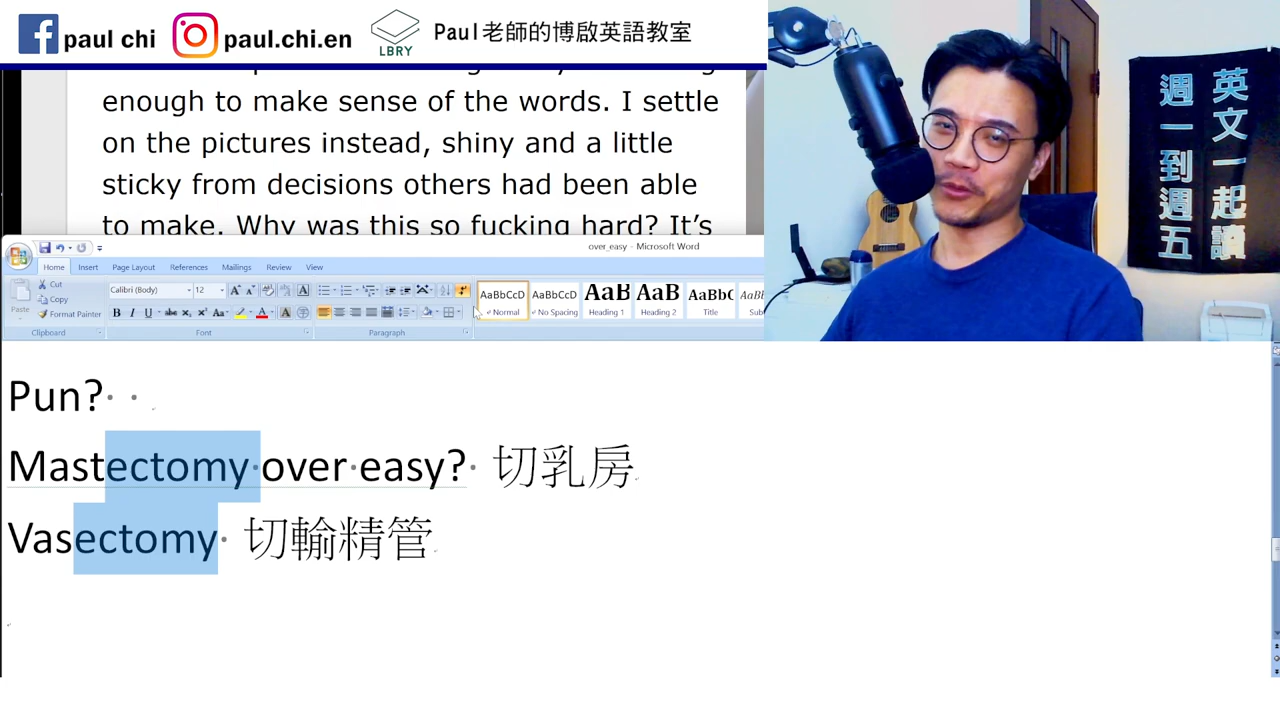 paul chi
paul.chi.en
LBRY
Paul老師的博啟英語教室
enough to make sense of the words. I settle
on the pictures instead, shiny and a little
sticky from decisions others had been able
to make. Why was this so fucking hard? It's
英文一起讀
週一到週五
over_easy - Microsoft Word
Home Insert Page Layout References Mailings Review View
Paste
Cut
Copy
Format Painter
Calibri (Body) 12
AaBbCcD AaBbCcD AaBb
Normal No Spacing Heading 1 Heading 2 Title
Clipboard Font Paragraph
Pun?
Mastectomy over easy? 切乳房
Vasectomy 切輸精管